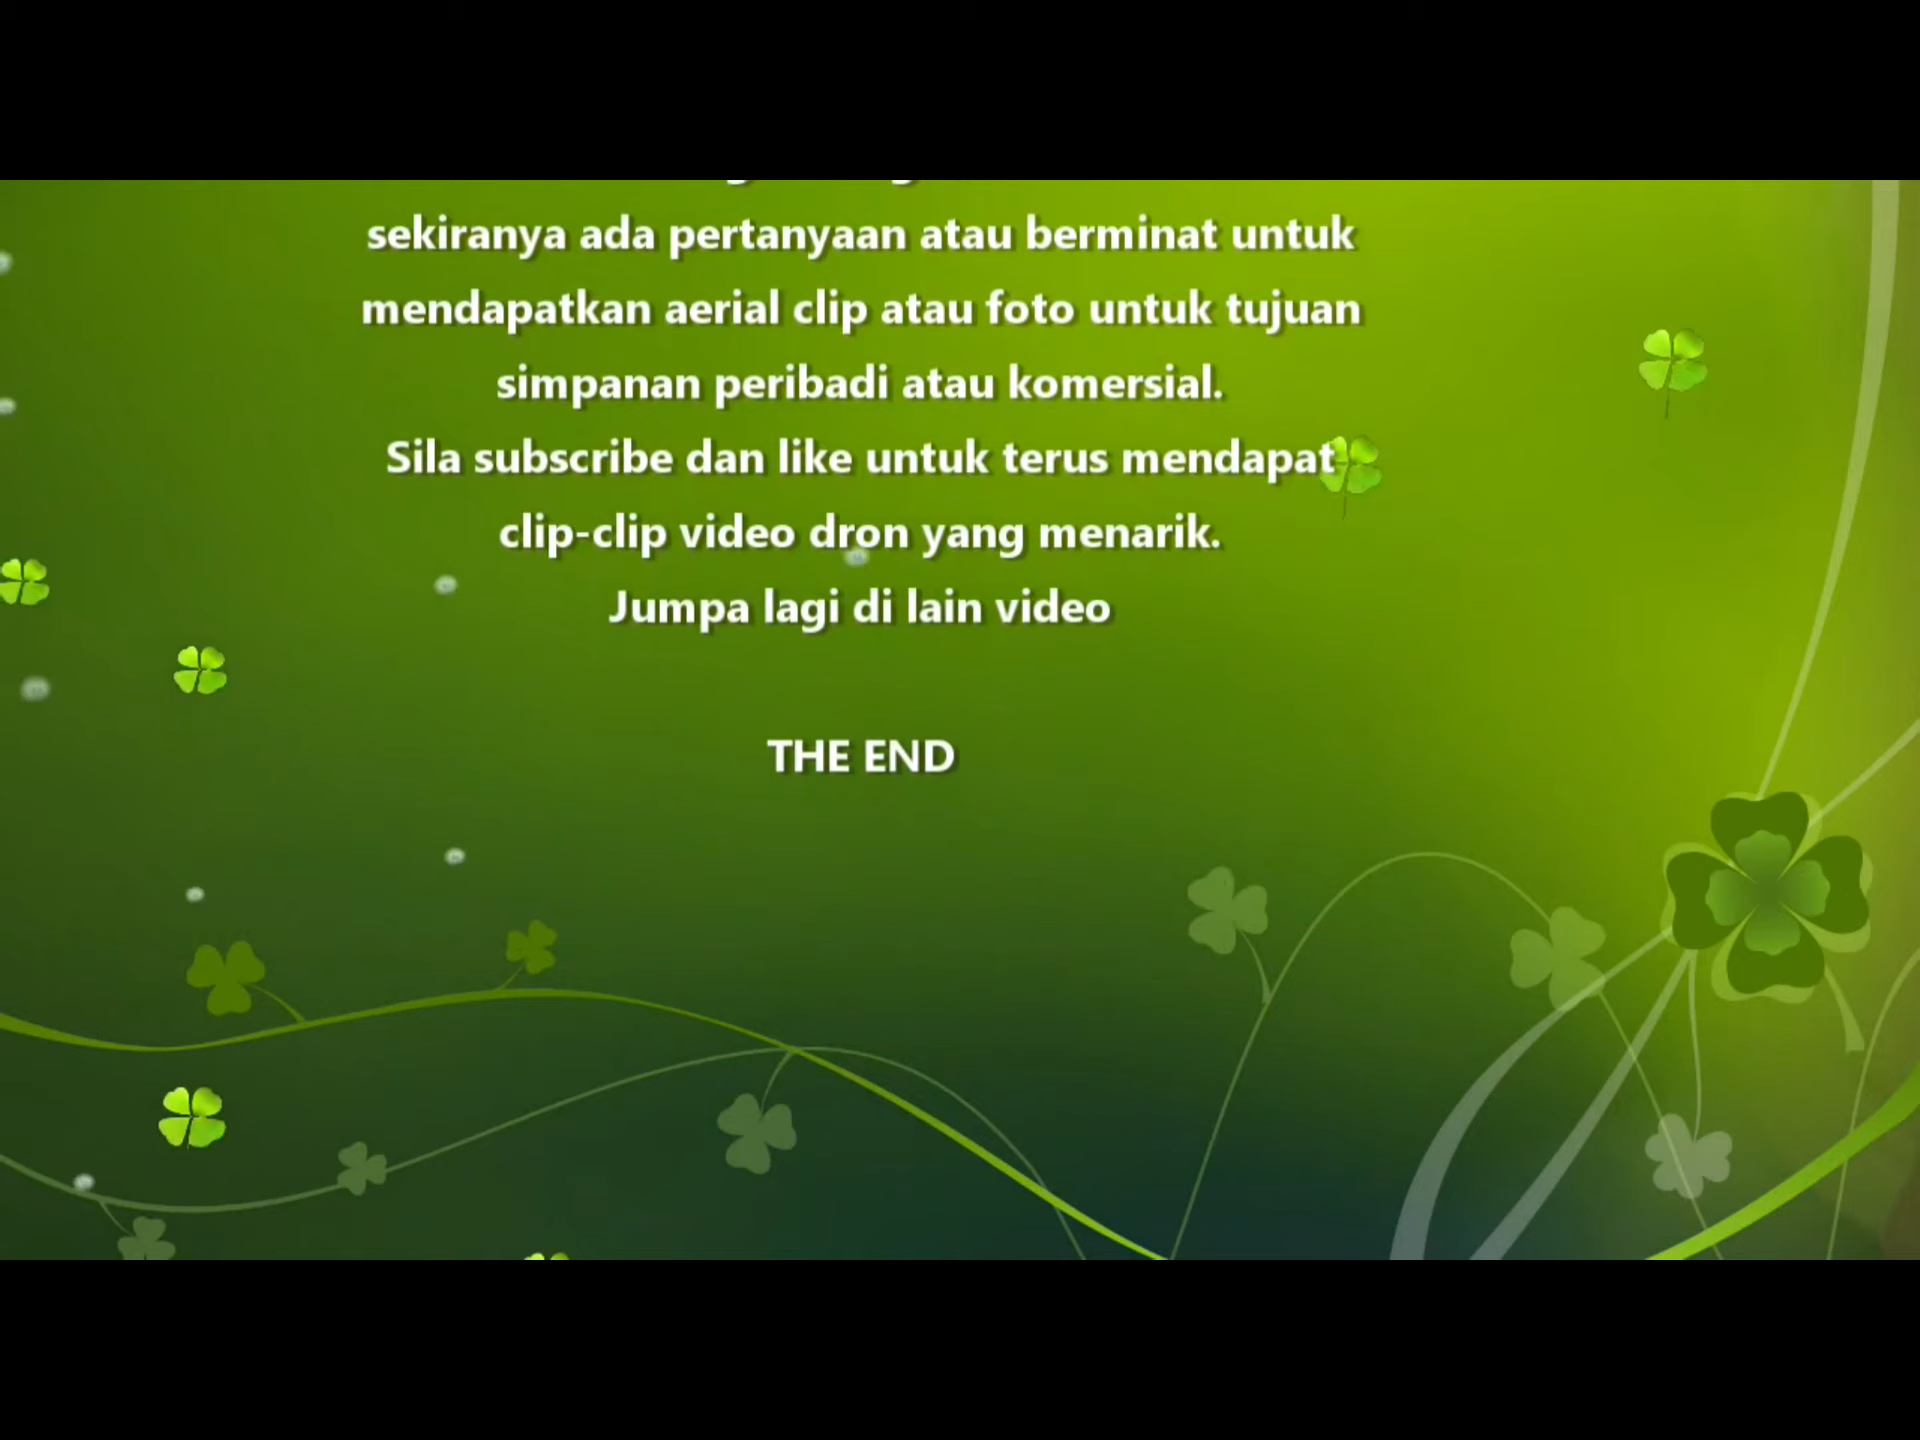 sekiranya ada pertanyaan atau berminat untuk
mendapatkan aerial clip atau foto untuk tujuan
simpanan peribadi atau komersial.
Sila subscribe dan like untuk terus mendapat
clip-clip video dron yang menarik.
Jumpa lagi di lain video
THE END